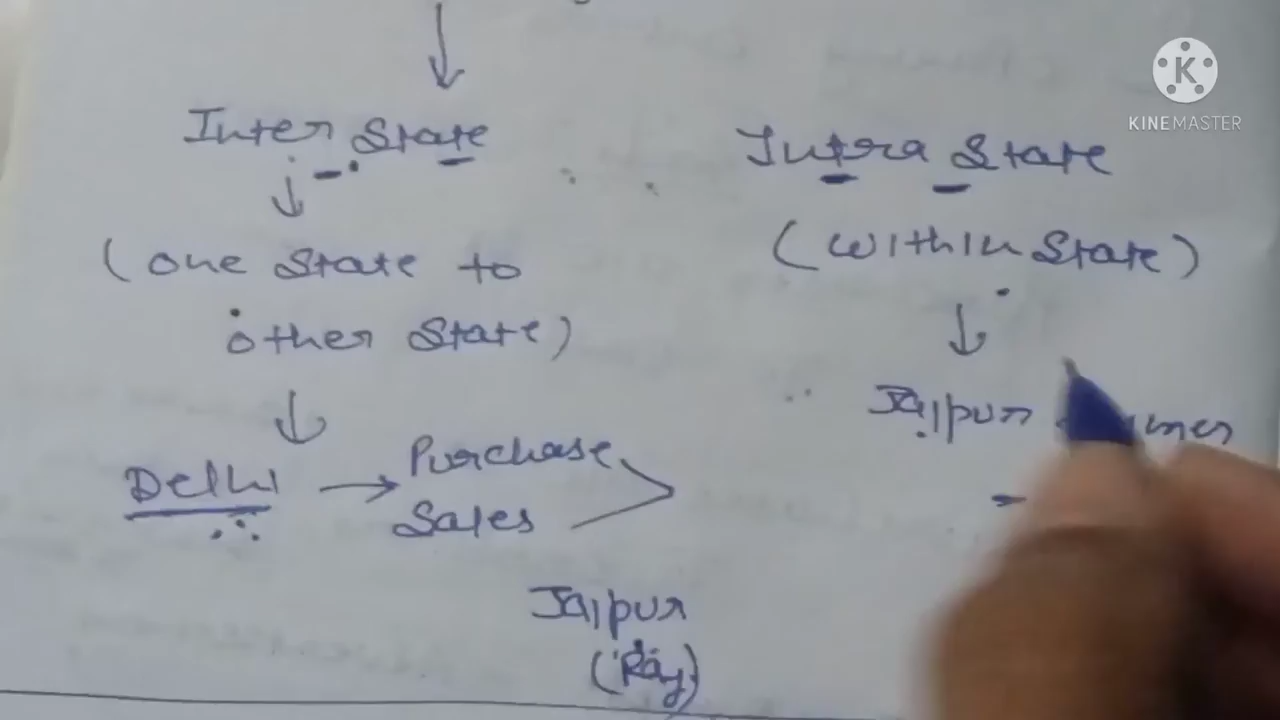 Inter State
(one State to
other State)
Delhi → Purchase
Sales
Jaipur
(Raj)
Intra State
(within State)
Jaipur
KINEMASTER